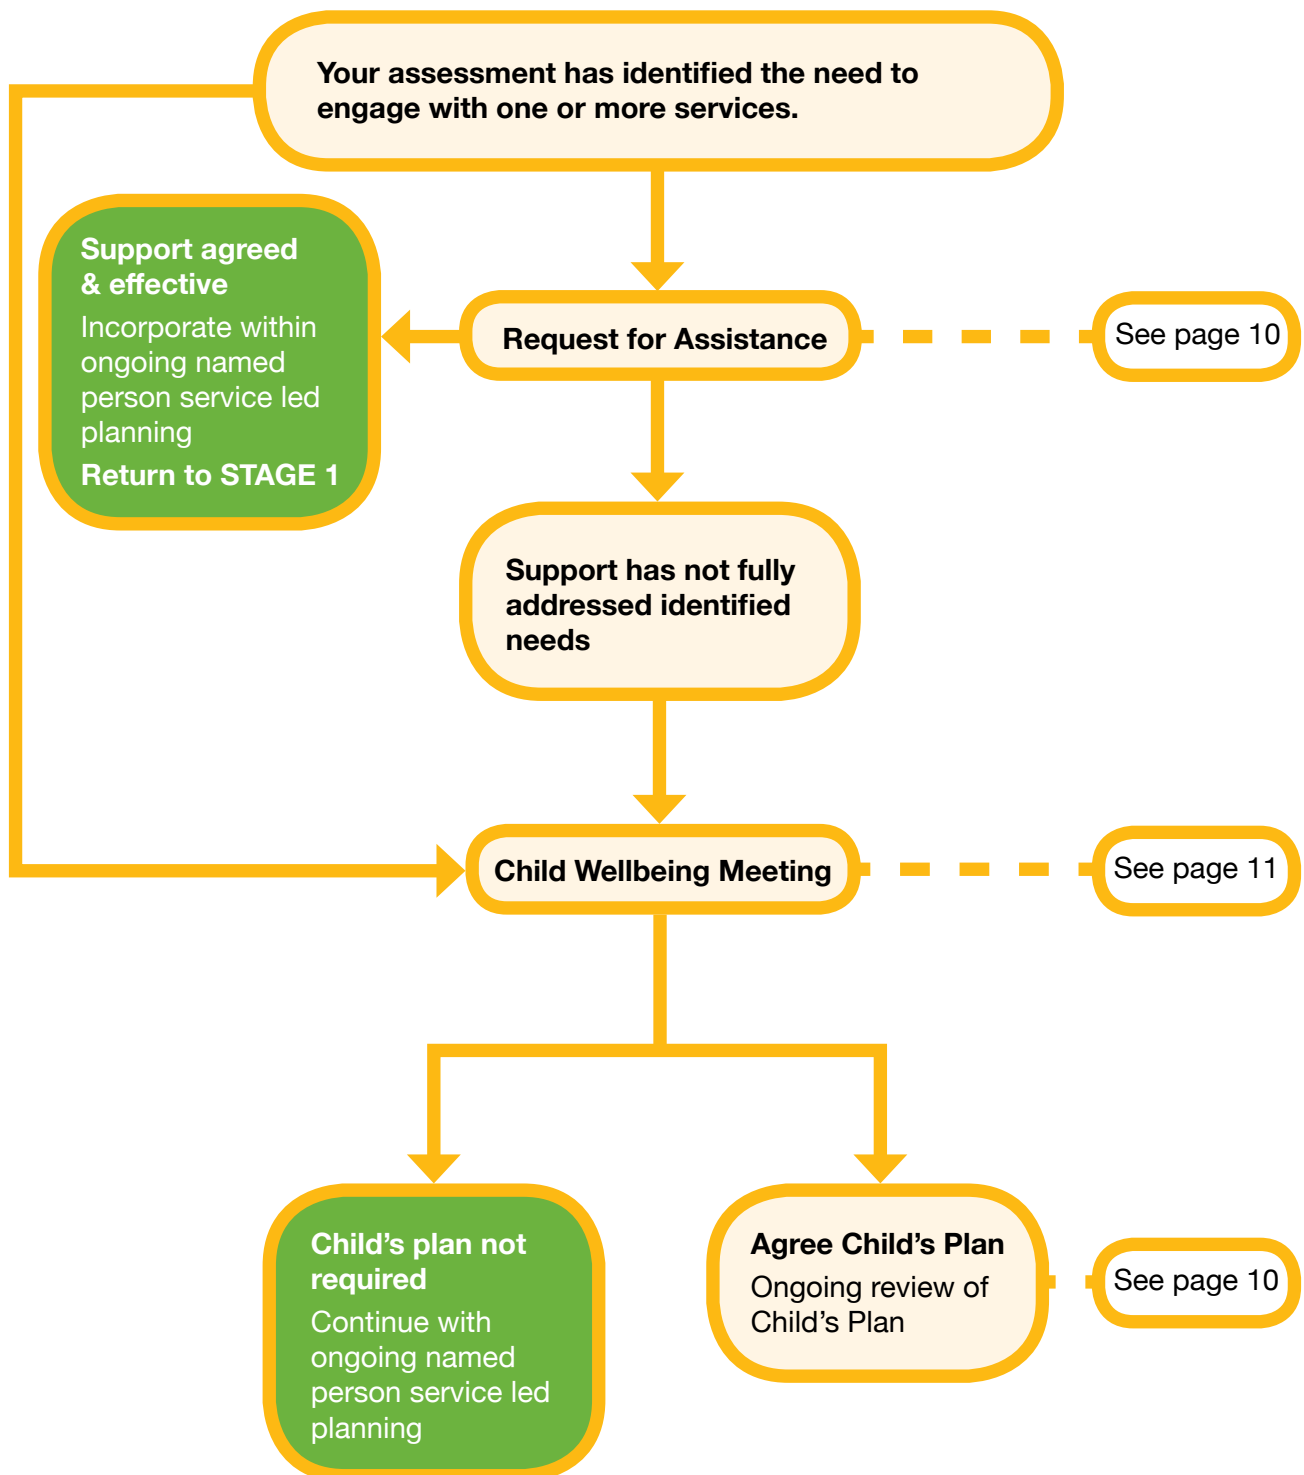 Your assessment has identified the need to
engage with one or more services.
Support agreed
& effective
Incorporate within
ongoing named
person service led
planning
Return to STAGE 1
Request for Assistance
See page 10
Support has not fully
addressed identified
needs
Child Wellbeing Meeting
See page 11
Child’s plan not
required
Continue with
ongoing named
person service led
planning
Agree Child’s Plan
Ongoing review of
Child’s Plan
See page 10